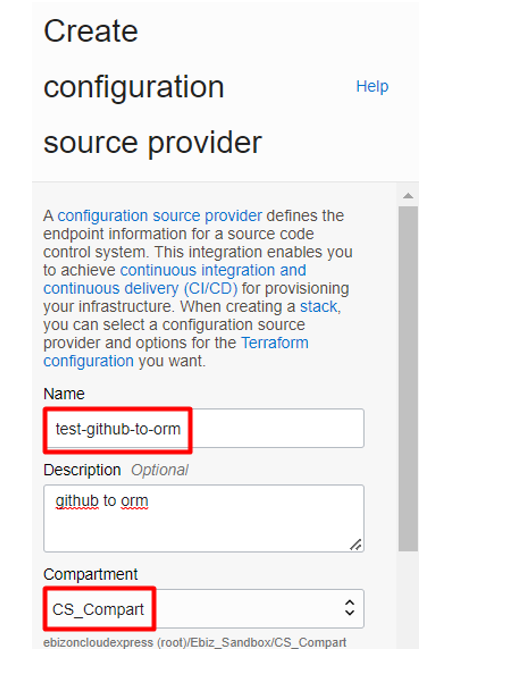 Create
configuration
Help
source provider
A configuration source provider defines the
endpoint information for a source code
control system. This integration enables you
to achieve continuous integration and
continuous delivery (CI/CD) for provisioning
your infrastructure. When creating a stack,
you can select a configuration source
provider and options for the Terraform
configuration you want.
Name
test-github-to-orm
Description Optional
github to orm
Compartment
CS_Compart
ebizoncloudexpress (root)/Ebiz_Sandbox/CS_Compart